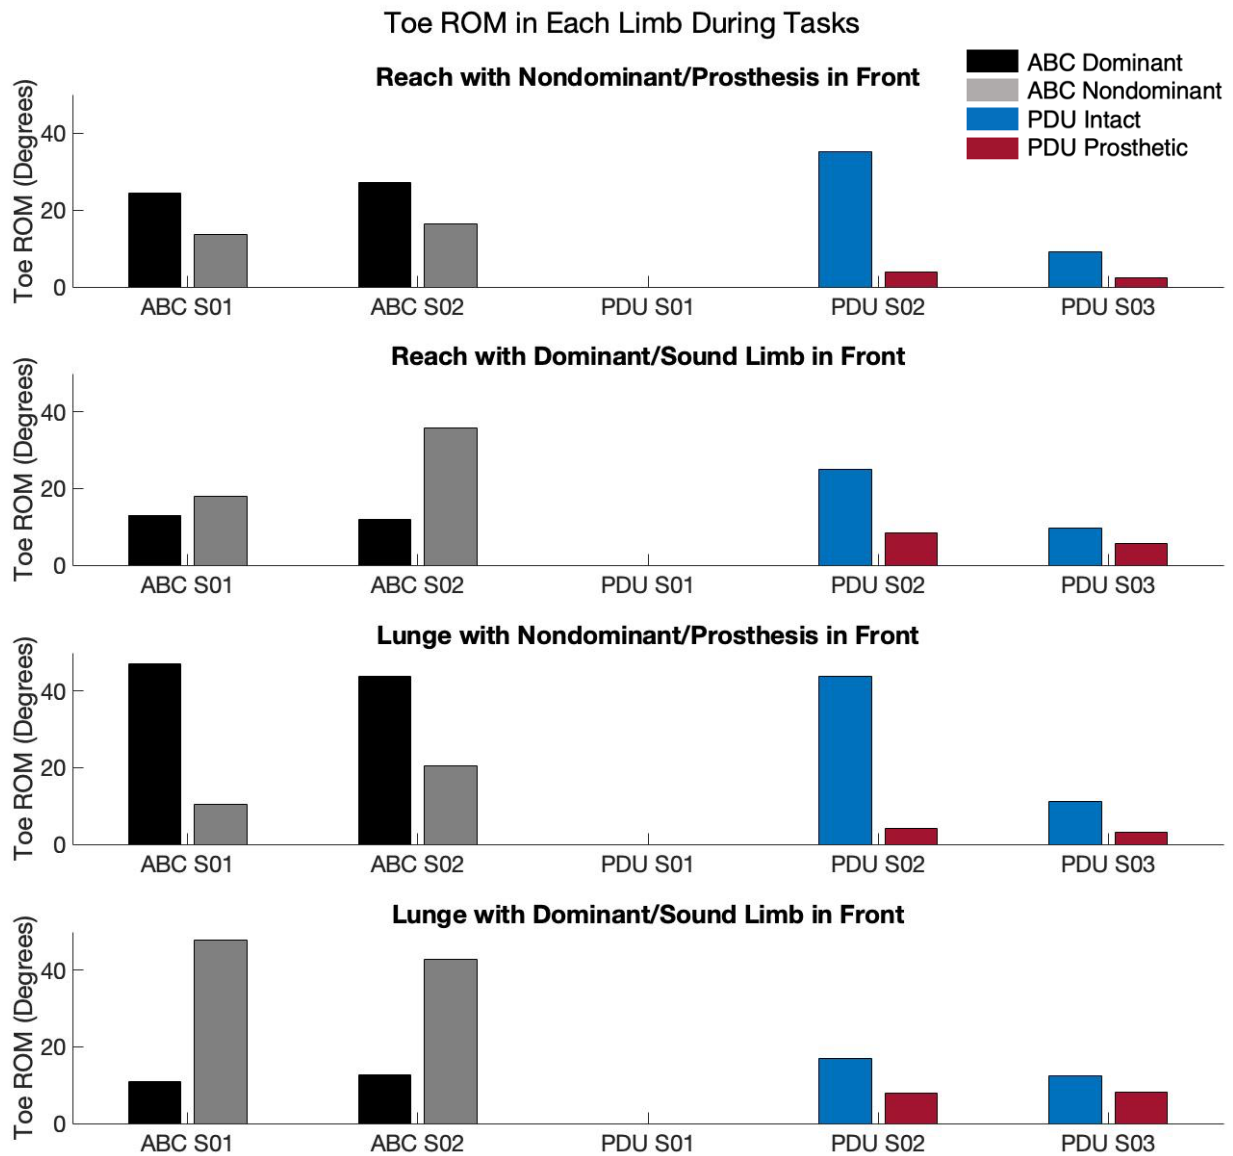 Toe ROM in Each Limb During Tasks
ABC Dominant
ABC Nondominant
PDU Intact
PDU Prosthetic
Reach with Nondominant/Prosthesis in Front
Toe ROM (Degrees)
40
20
0
ABC S01 ABC S02 PDU S01 PDU S02 PDU S03
Reach with Dominant/Sound Limb in Front
Toe ROM (Degrees)
40
20
0
ABC S01 ABC S02 PDU S01 PDU S02 PDU S03
Lunge with Nondominant/Prosthesis in Front
Toe ROM (Degrees)
40
20
0
ABC S01 ABC S02 PDU S01 PDU S02 PDU S03
Lunge with Dominant/Sound Limb in Front
Toe ROM (Degrees)
40
20
0
ABC S01 ABC S02 PDU S01 PDU S02 PDU S03